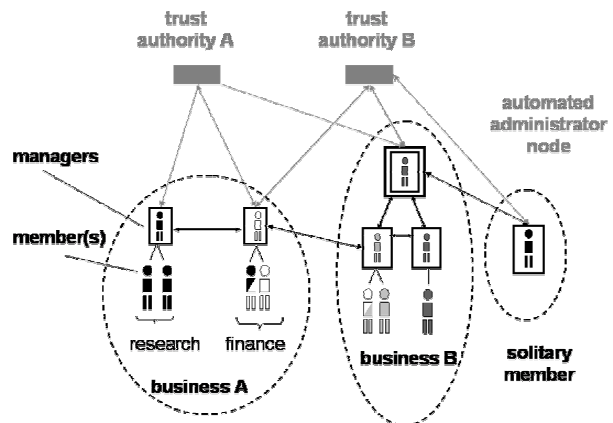 trust
authority A
trust
authority B
automated
administrator
node
managers
member(s)
research
finance
business A
business B
solitary
member